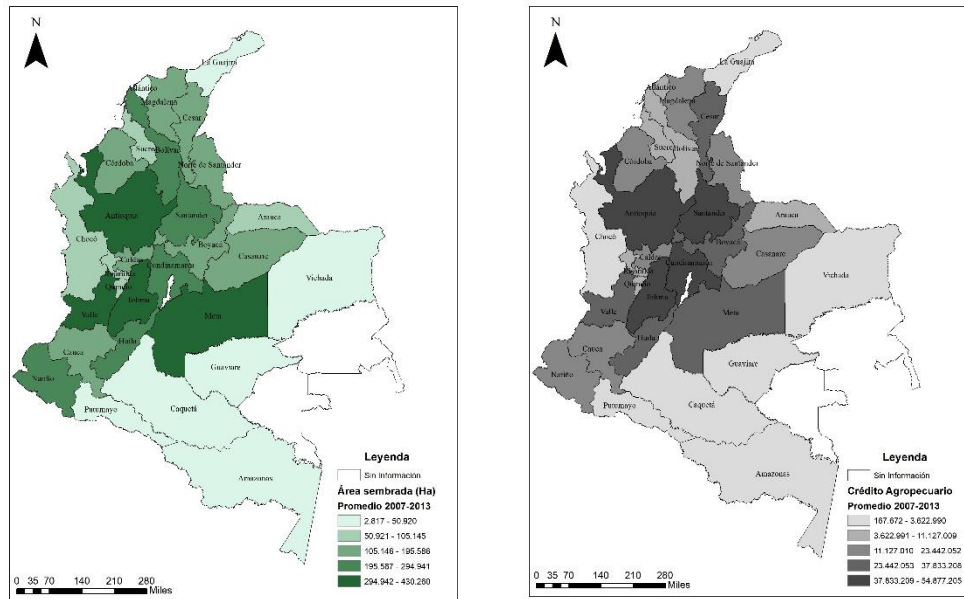 N
La Guajira
Atlántico
Magdalena
Cesar
Sucre
Bolívar
Córdoba
Norte de Santander
Antioquia
Santander
Arauca
Chocó
Boyacá
Caldas
Casanare
Cundinamarca
Risaralda
Quindío
Vichada
Tolima
Valle
Meta
Huila
Cauca
Guaviare
Nariño
Putumayo
Caquetá
Amazonas
Leyenda
Sin Información
Área sembrada (Ha)
Promedio 2007-2013
2.817 - 50.920
50.921 - 105.145
105.146 - 195.586
195.587 - 294.941
294.942 - 430.260
0 35 70 140 210 280
Miles
N
La Guajira
Atlántico
Magdalena
Cesar
Sucre
Bolívar
Córdoba
Norte de Santander
Antioquia
Santander
Arauca
Chocó
Boyacá
Caldas
Casanare
Cundinamarca
Risaralda
Quindío
Vichada
Tolima
Valle
Meta
Huila
Cauca
Guaviare
Nariño
Putumayo
Caquetá
Amazonas
Leyenda
Sin Información
Crédito Agropecuario
Promedio 2007-2013
167.672 - 3.622.990
3.622.991 - 11.127.009
11.127.010 23.442.052
23.442.053 37.833.208
37.833.209 - 54.877.205
0 35 70 140 210 280
Miles